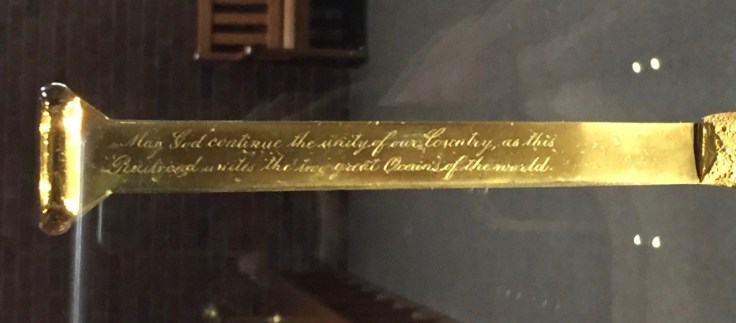 May God continue the unity of our Country, as this
Railroad unites the two great Oceans of the world.